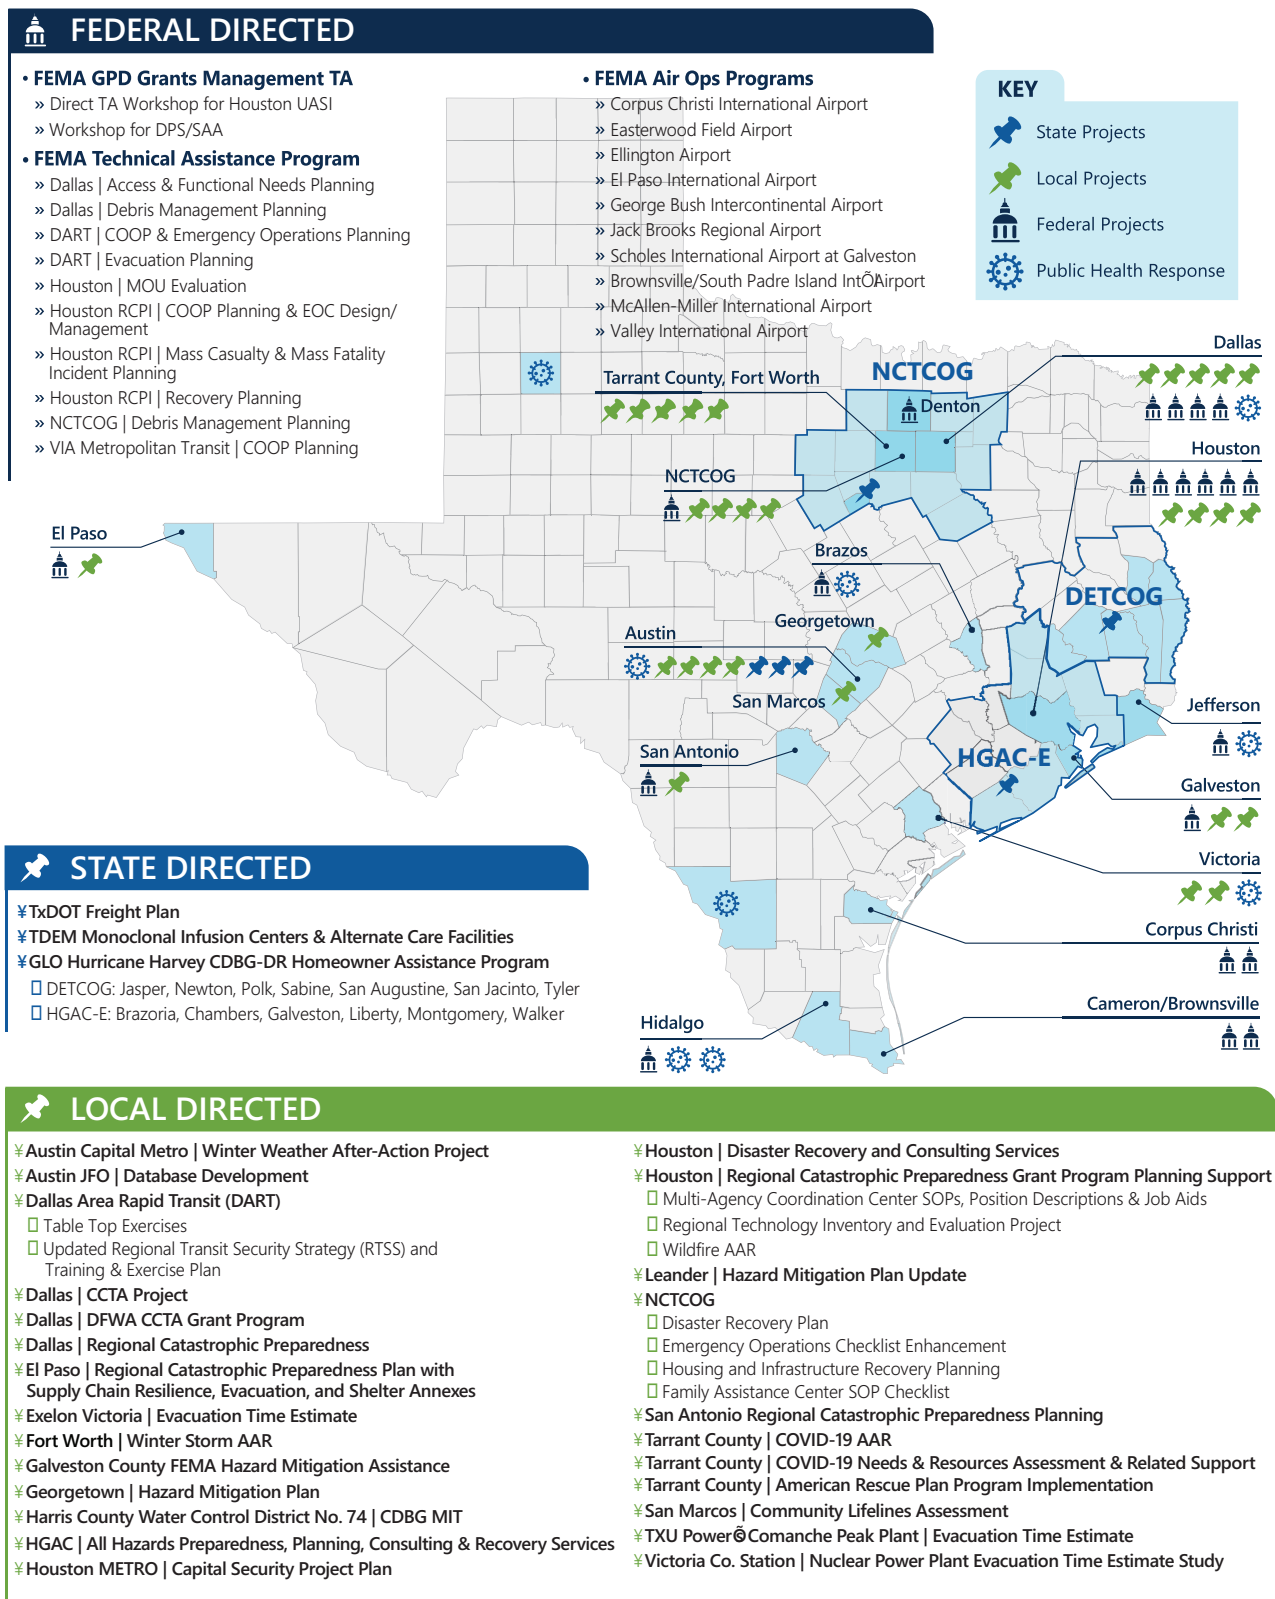 FEDERAL DIRECTED
• FEMA GPD Grants Management TA
» Direct TA Workshop for Houston UASI
» Workshop for DPS/SAA
• FEMA Technical Assistance Program
» Dallas | Access & Functional Needs Planning
» Dallas | Debris Management Planning
» DART | COOP & Emergency Operations Planning
» DART | Evacuation Planning
» Houston | MOU Evaluation
» Houston RCPI | COOP Planning & EOC Design/
Management
» Houston RCPI | Mass Casualty & Mass Fatality
Incident Planning
» Houston RCPI | Recovery Planning
» NCTCOG | Debris Management Planning
» VIA Metropolitan Transit | COOP Planning
• FEMA Air Ops Programs
» Corpus Christi International Airport
» Easterwood Field Airport
» Ellington Airport
» El Paso International Airport
» George Bush Intercontinental Airport
» Jack Brooks Regional Airport
» Scholes International Airport at Galveston
» Brownsville/South Padre Island IntÕl Airport
» McAllen-Miller International Airport
» Valley International Airport
KEY
State Projects
Local Projects
Federal Projects
Public Health Response
Dallas
NCTCOG
Tarrant County, Fort Worth
Denton
Houston
NCTCOG
El Paso
Brazos
DETCOG
Georgetown
Austin
San Marcos
Jefferson
San Antonio
HGAC-E
Galveston
Victoria
Corpus Christi
Cameron/Brownsville
Hidalgo
STATE DIRECTED
¥ TxDOT Freight Plan
¥ TDEM Monoclonal Infusion Centers & Alternate Care Facilities
¥ GLO Hurricane Harvey CDBG-DR Homeowner Assistance Program
DETCOG: Jasper, Newton, Polk, Sabine, San Augustine, San Jacinto, Tyler
HGAC-E: Brazoria, Chambers, Galveston, Liberty, Montgomery, Walker
LOCAL DIRECTED
¥ Austin Capital Metro | Winter Weather After-Action Project
¥ Austin JFO | Database Development
¥ Dallas Area Rapid Transit (DART)
Table Top Exercises
Updated Regional Transit Security Strategy (RTSS) and
Training & Exercise Plan
¥ Dallas | CCTA Project
¥ Dallas | DFWA CCTA Grant Program
¥ Dallas | Regional Catastrophic Preparedness
¥ El Paso | Regional Catastrophic Preparedness Plan with
Supply Chain Resilience, Evacuation, and Shelter Annexes
¥ Exelon Victoria | Evacuation Time Estimate
¥ Fort Worth | Winter Storm AAR
¥ Galveston County FEMA Hazard Mitigation Assistance
¥ Georgetown | Hazard Mitigation Plan
¥ Harris County Water Control District No. 74 | CDBG MIT
¥ HGAC | All Hazards Preparedness, Planning, Consulting & Recovery Services
¥ Houston METRO | Capital Security Project Plan
¥ Houston | Disaster Recovery and Consulting Services
¥ Houston | Regional Catastrophic Preparedness Grant Program Planning Support
Multi-Agency Coordination Center SOPs, Position Descriptions & Job Aids
Regional Technology Inventory and Evaluation Project
Wildfire AAR
¥ Leander | Hazard Mitigation Plan Update
¥ NCTCOG
Disaster Recovery Plan
Emergency Operations Checklist Enhancement
Housing and Infrastructure Recovery Planning
Family Assistance Center SOP Checklist
¥ San Antonio Regional Catastrophic Preparedness Planning
¥ Tarrant County | COVID-19 AAR
¥ Tarrant County | COVID-19 Needs & Resources Assessment & Related Support
¥ Tarrant County | American Rescue Plan Program Implementation
¥ San Marcos | Community Lifelines Assessment
¥ TXU Power Comanche Peak Plant | Evacuation Time Estimate
¥ Victoria Co. Station | Nuclear Power Plant Evacuation Time Estimate Study